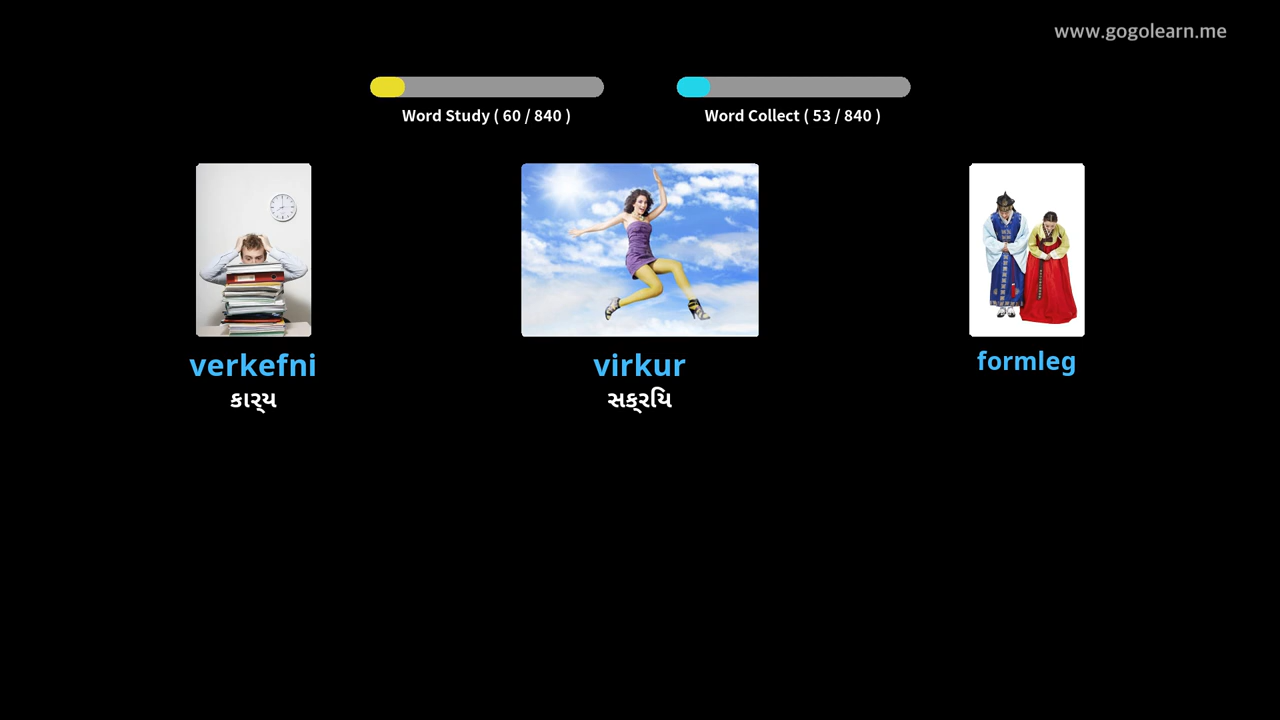 www.gogolearn.me
Word Study ( 60 / 840 )
Word Collect ( 53 / 840 )
verkefni
virkur
formleg
કાર્ય
સક્રિય